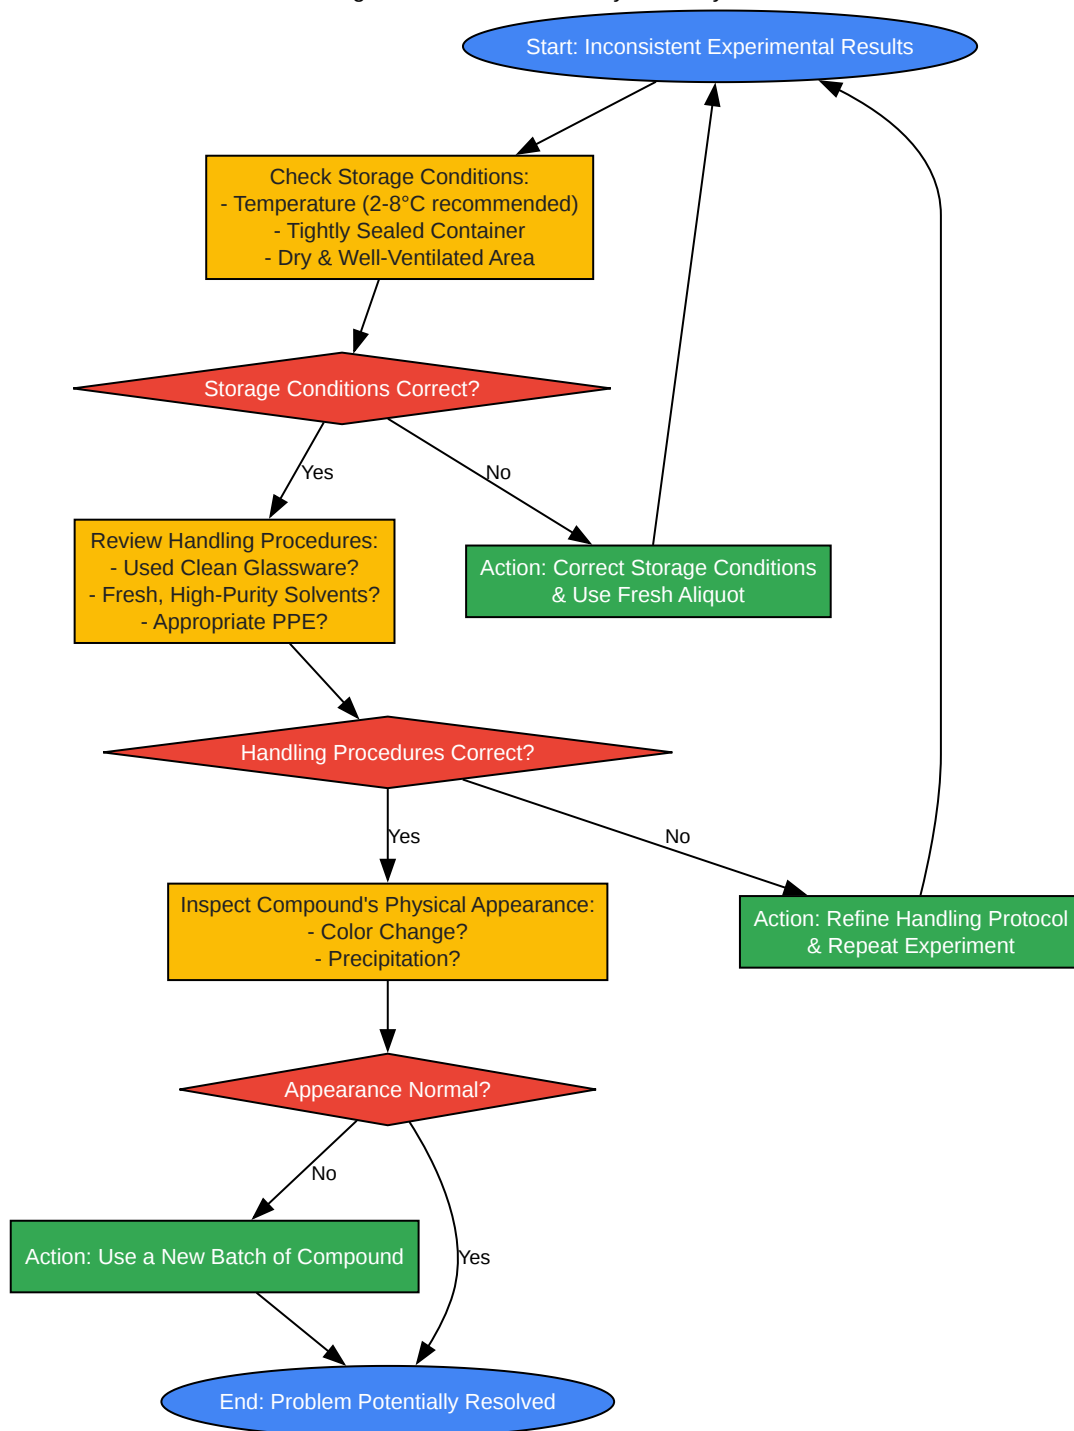 Start: Inconsistent Experimental Results
Check Storage Conditions:
- Temperature (2-8°C recommended)
- Tightly Sealed Container
- Dry & Well-Ventilated Area
Storage Conditions Correct?
Yes
No
Review Handling Procedures:
- Used Clean Glassware?
- Fresh, High-Purity Solvents?
- Appropriate PPE?
Action: Correct Storage Conditions
& Use Fresh Aliquot
Handling Procedures Correct?
Yes
No
Inspect Compound's Physical Appearance:
- Color Change?
- Precipitation?
Action: Refine Handling Protocol
& Repeat Experiment
Appearance Normal?
No
Yes
Action: Use a New Batch of Compound
End: Problem Potentially Resolved